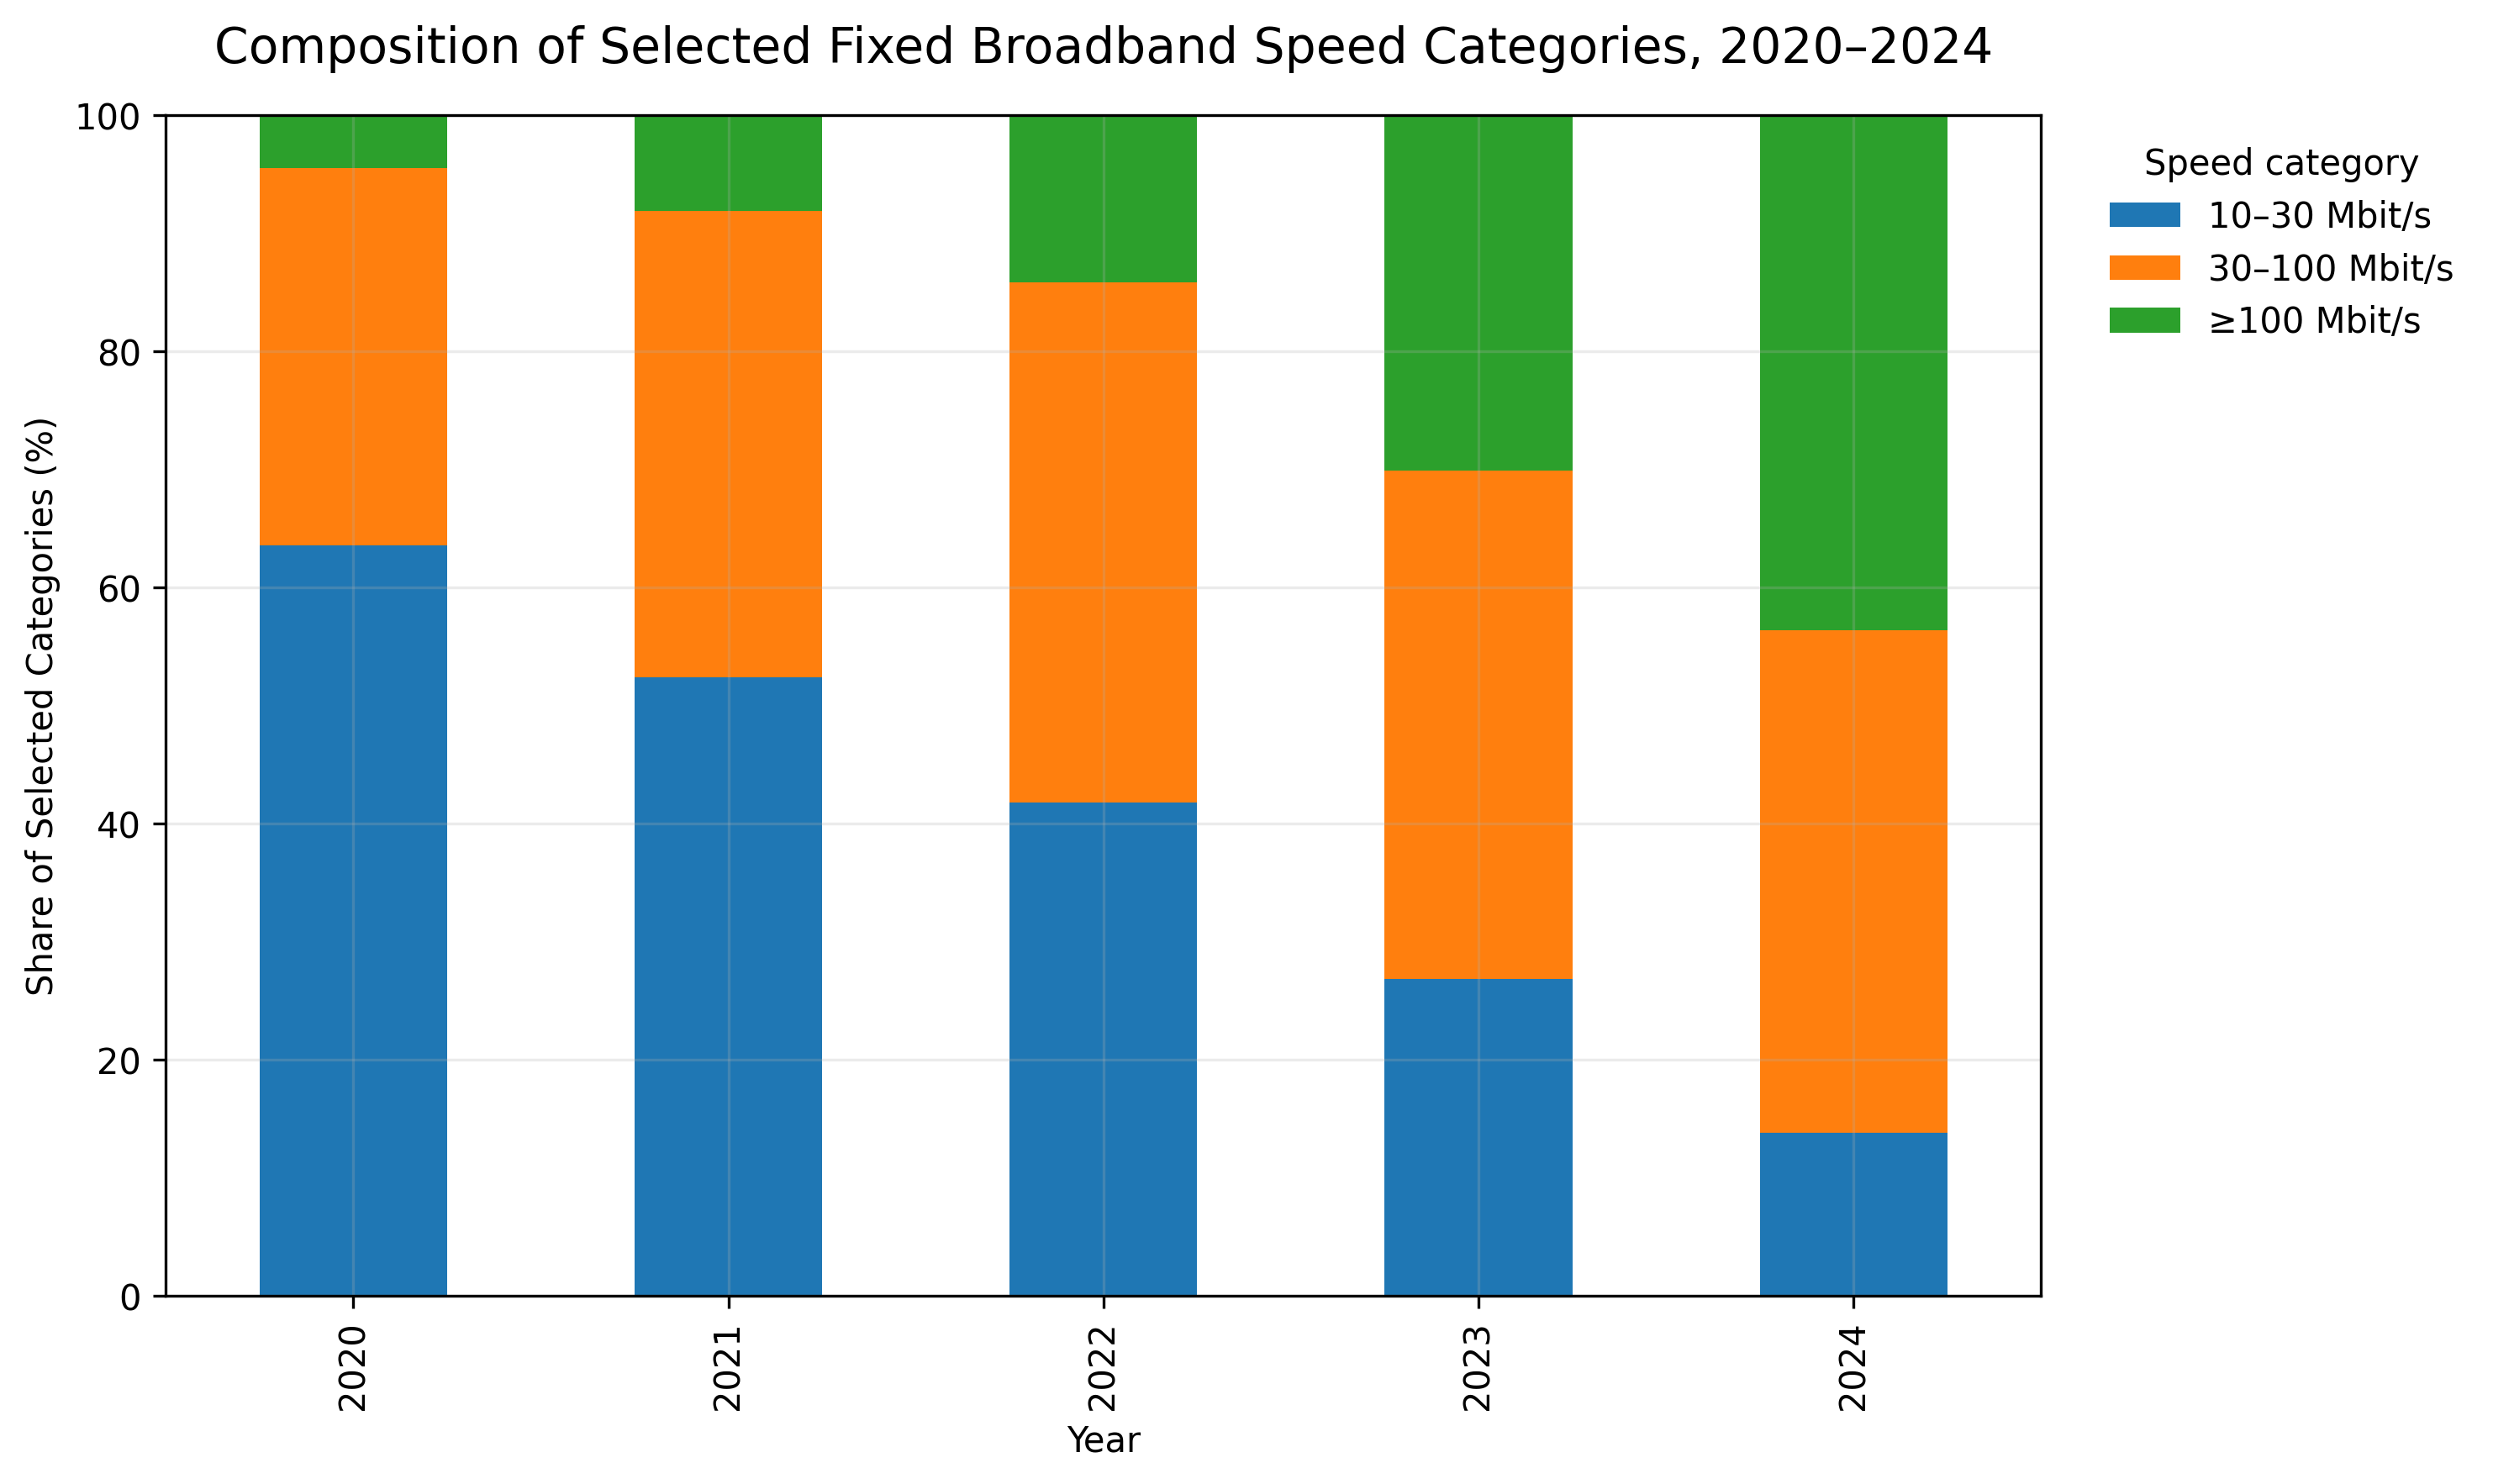 Composition of Selected Fixed Broadband Speed Categories, 2020–2024
Share of Selected Categories (%)
100
80
60
40
20
0
2020
2021
2022
2023
2024
Year
Speed category
10–30 Mbit/s
30–100 Mbit/s
≥100 Mbit/s